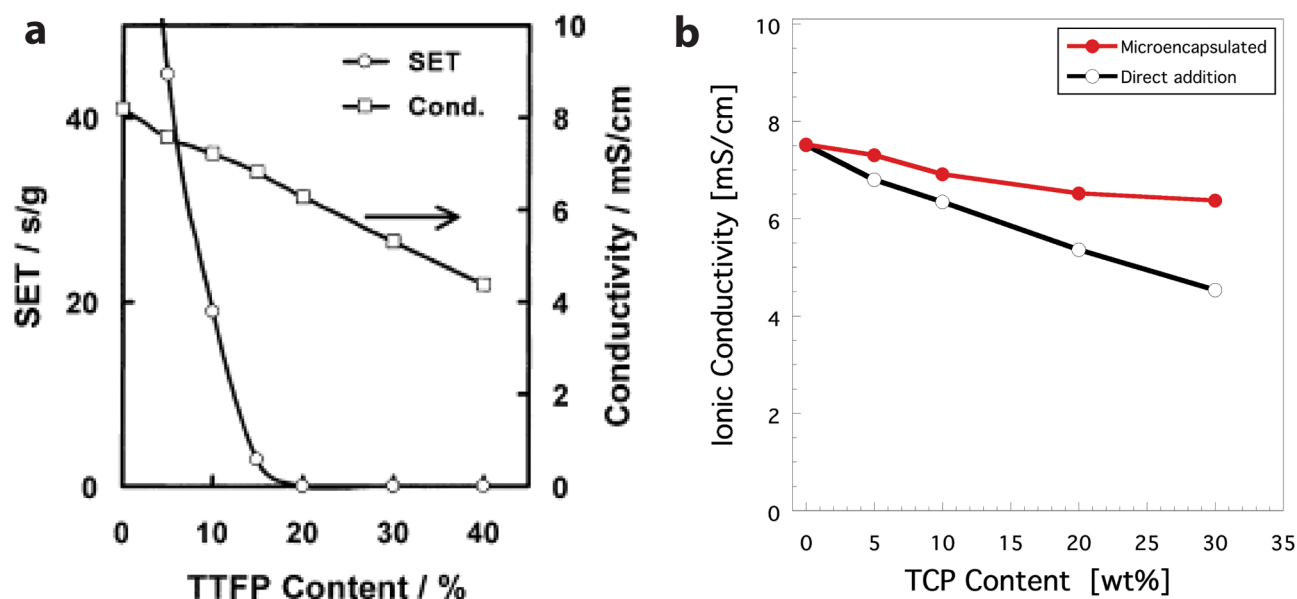 a
SET / s/g
40
20
0
SET
Cond.
10
8
6
4
2
0
Conductivity / mS/cm
0 10 20 30 40
TTFP Content / %
b
Ionic Conductivity [mS/cm]
10
8
6
4
2
0
Microencapsulated
Direct addition
0 5 10 15 20 25 30 35
TCP Content [wt%]